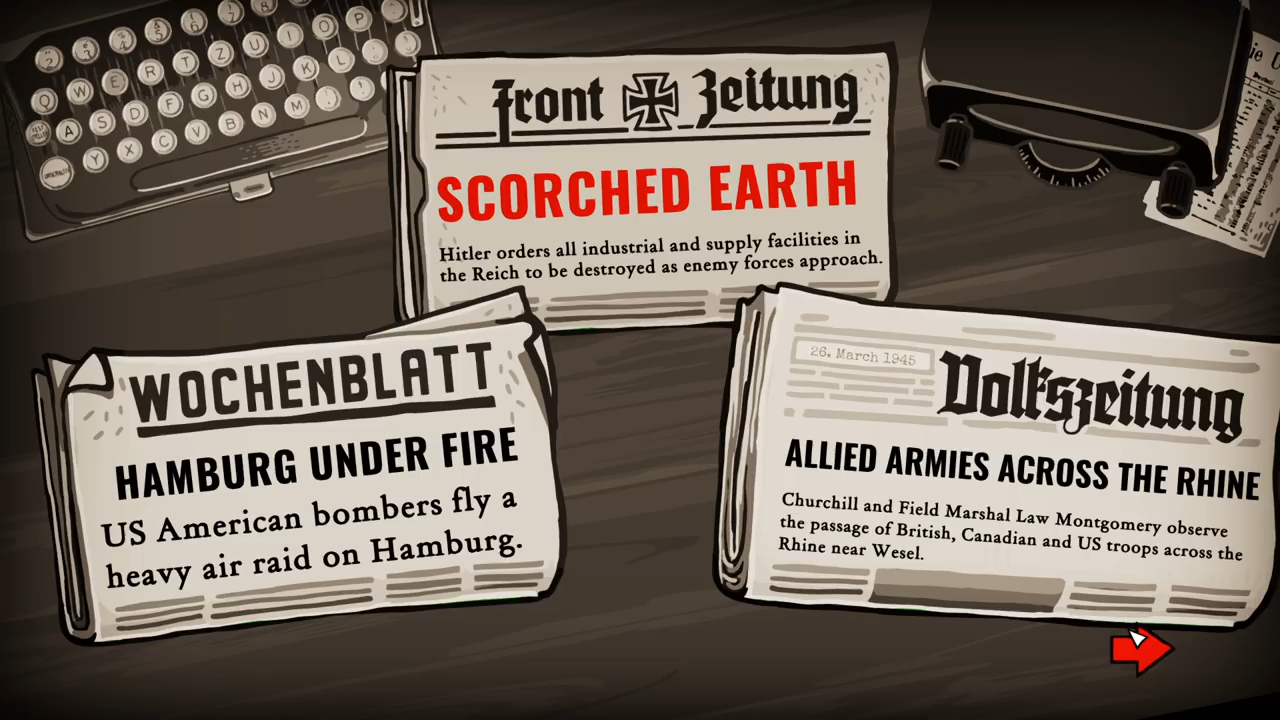 Front Zeitung
SCORCHED EARTH
Hitler orders all industrial and supply facilities in
the Reich to be destroyed as enemy forces approach.
WOCHENBLATT
HAMBURG UNDER FIRE
US American bombers fly a
heavy air raid on Hamburg.
26. March 1945
Volkszeitung
ALLIED ARMIES ACROSS THE RHINE
Churchill and Field Marshal Law Montgomery observe
the passage of British, Canadian and US troops across the
Rhine near Wesel.